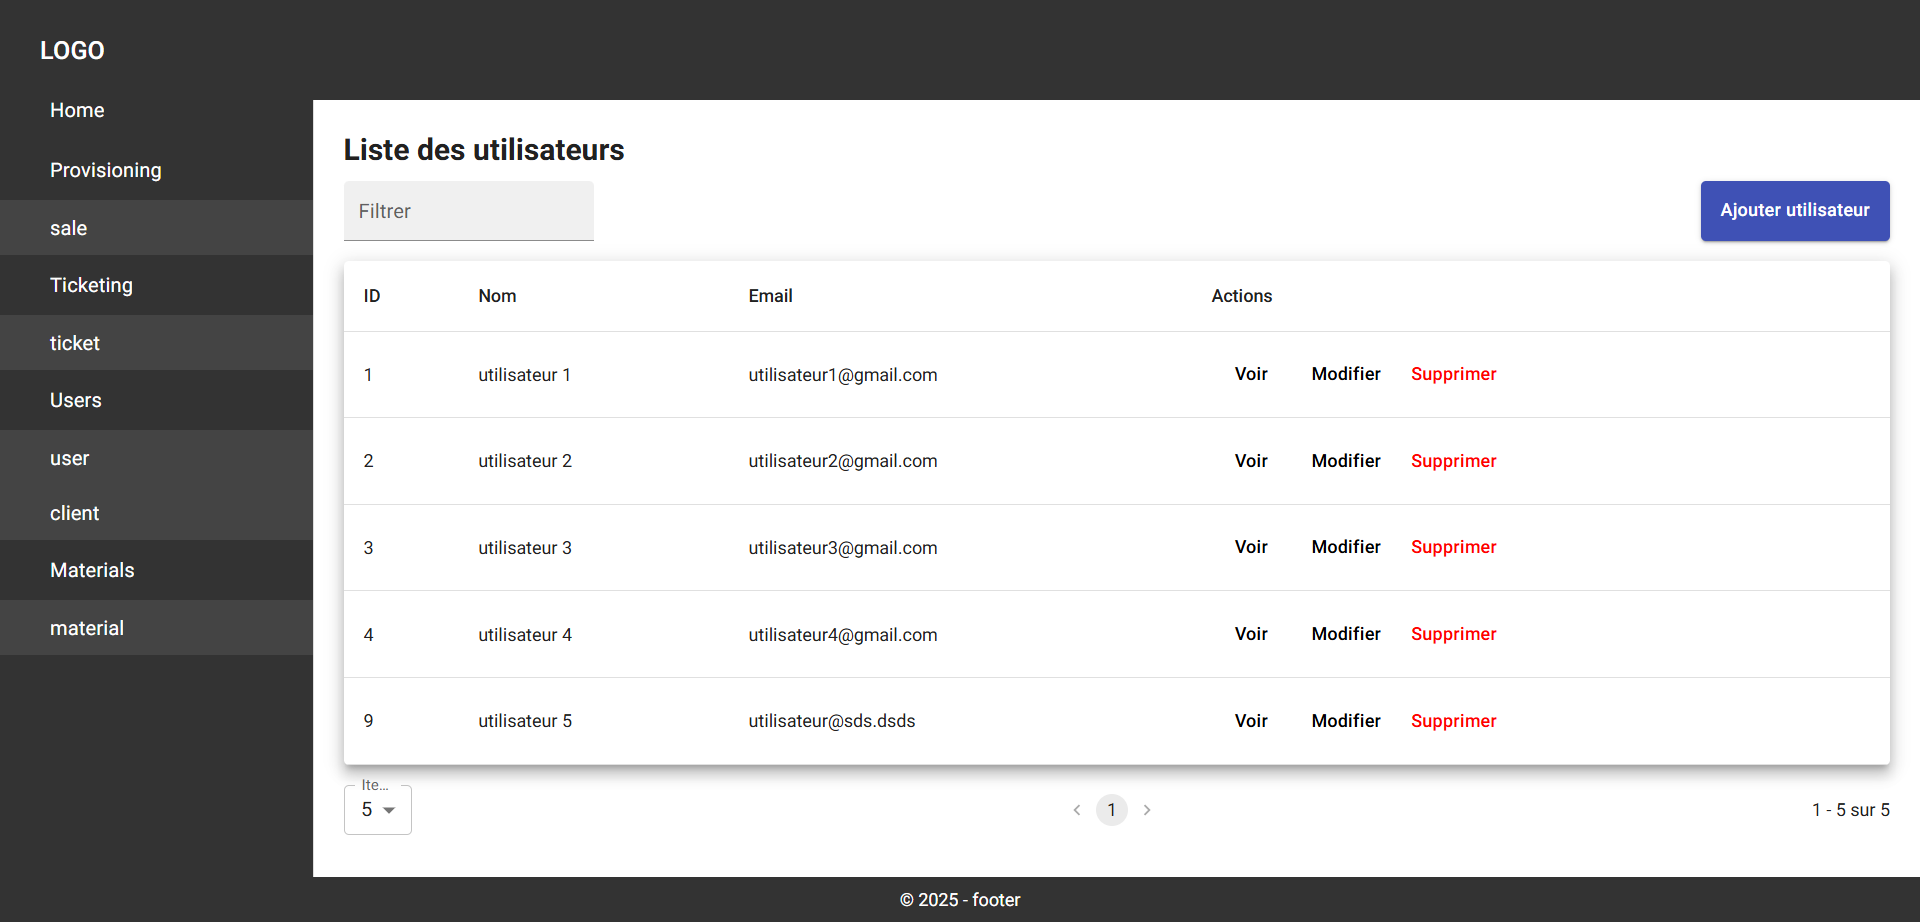 LOGO
Home
Provisioning
sale
Ticketing
ticket
Users
user
client
Materials
material
Liste des utilisateurs
Filtrer
Ajouter utilisateur
ID Nom Email Actions
1 utilisateur 1 utilisateur1@gmail.com Voir Modifier Supprimer
2 utilisateur 2 utilisateur2@gmail.com Voir Modifier Supprimer
3 utilisateur 3 utilisateur3@gmail.com Voir Modifier Supprimer
4 utilisateur 4 utilisateur4@gmail.com Voir Modifier Supprimer
9 utilisateur 5 utilisateur@sds.dsds Voir Modifier Supprimer
Ite...
5
1
1 - 5 sur 5
© 2025 - footer